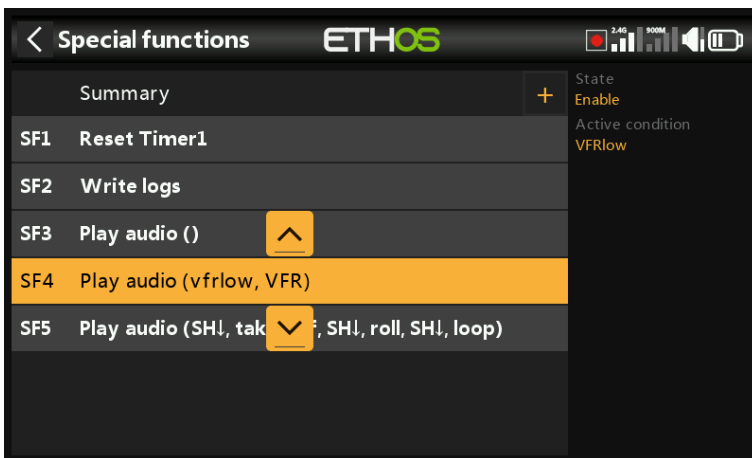 Special functions ETHOS 2.4G 900M
Summary +
State
Enable
Active condition
VFRlow
SF1 Reset Timer1
SF2 Write logs
SF3 Play audio ()
SF4 Play audio (vfrlow, VFR)
SF5 Play audio (SH↓, , SH↓, roll, SH↓, loop)